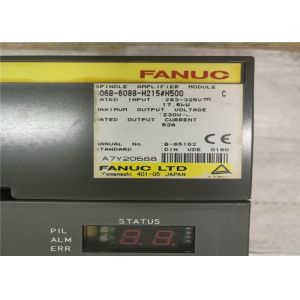 FANUC
SPINDLE AMPLIFIER MODULE
06B-6088-H215#H500 C
RATED INPUT :283-325V
17.5kW
MAXIMUM OUTPUT VOLTAGE
:230V
RATED OUTPUT CURRENT
63A
MANUAL No. :B-65162
STANDARD :DIN VDE 0160
A7Y20588
FANUC LTD
Yamanashi 401-05 JAPAN
STATUS
PIL
ALM
ERR